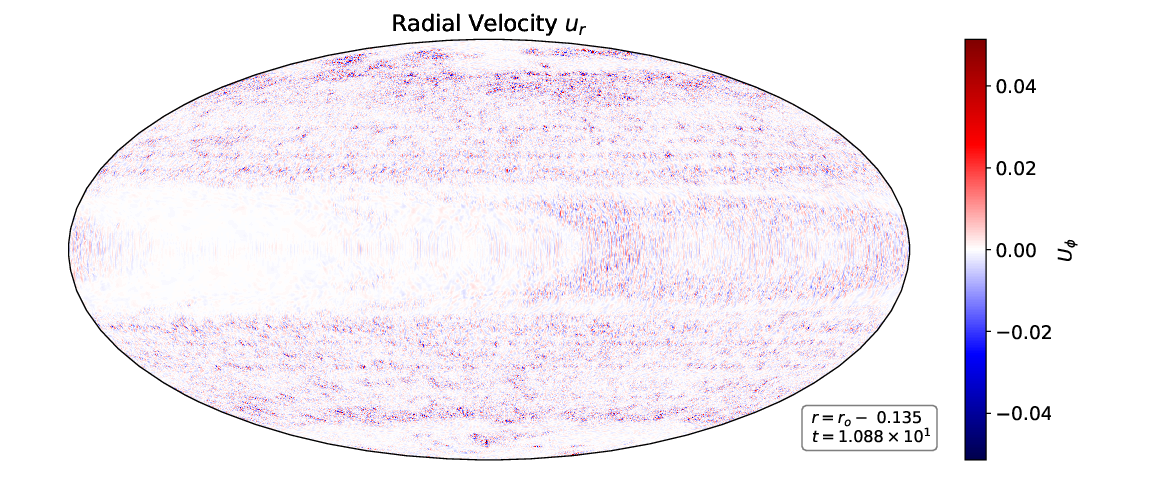 Radial Velocity u_r
0.04
0.02
0.00
−0.02
−0.04
U_ϕ
r = r_o − 0.135
t = 1.088 × 10^1